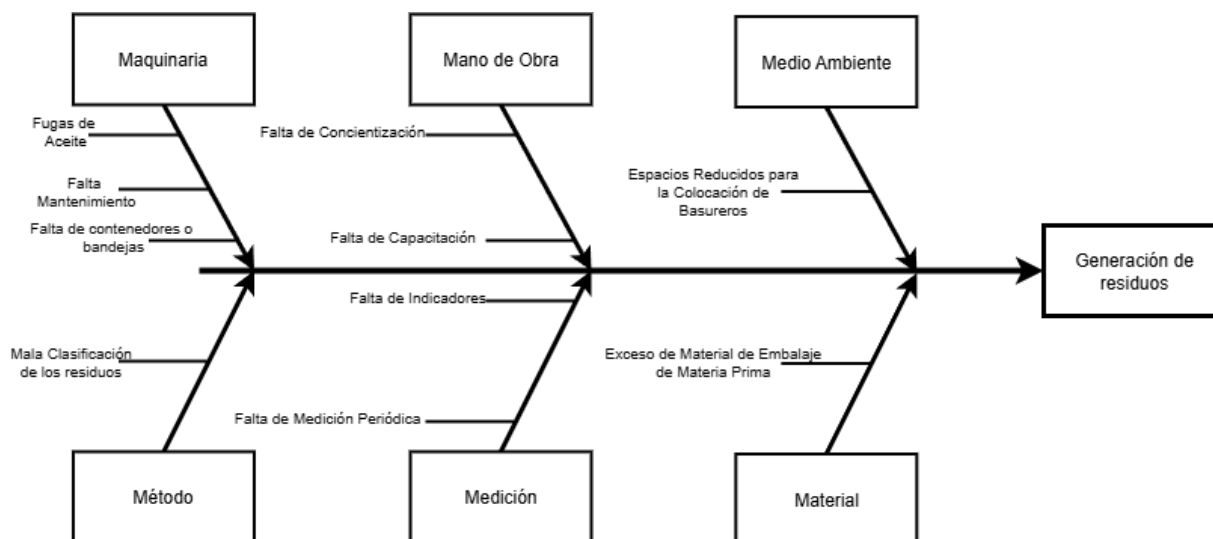 Maquinaria
Mano de Obra
Medio Ambiente
Fugas de
Aceite
Falta de Concientización
Falta
Mantenimiento
Espacios Reducidos para
la Colocación de
Basureros
Falta de contenedores o
bandejas
Falta de Capacitación
Generación de
residuos
Falta de Indicadores
Mala Clasificación
de los residuos
Exceso de Material de Embalaje
de Materia Prima
Falta de Medición Periódica
Método
Medición
Material